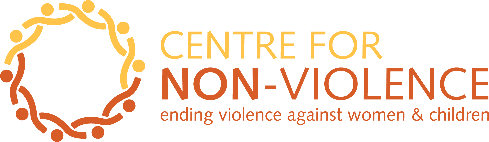 CENTRE FOR
NON-VIOLENCE
ending violence against women & children